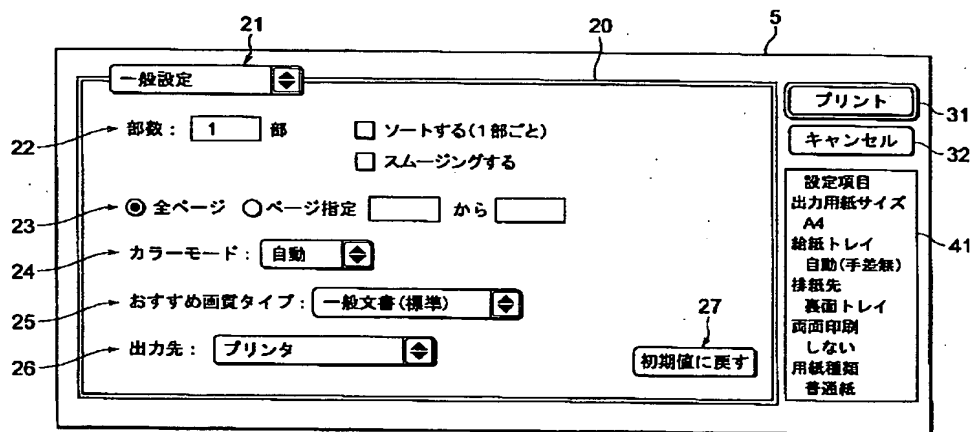 21
20
5
一般設定
プリント
31
22
部数： 1 部
ソートする(1部ごと)
キャンセル
32
スムージングする
23
全ページ ページ指定 から
24
カラーモード： 自動
25
おすすめ画質タイプ： 一般文書(標準)
26
出力先： プリンタ
27
初期値に戻す
設定項目
出力用紙サイズ
A4
給紙トレイ
自動(手差無)
排紙先
裏面トレイ
両面印刷
しない
用紙種類
普通紙
41